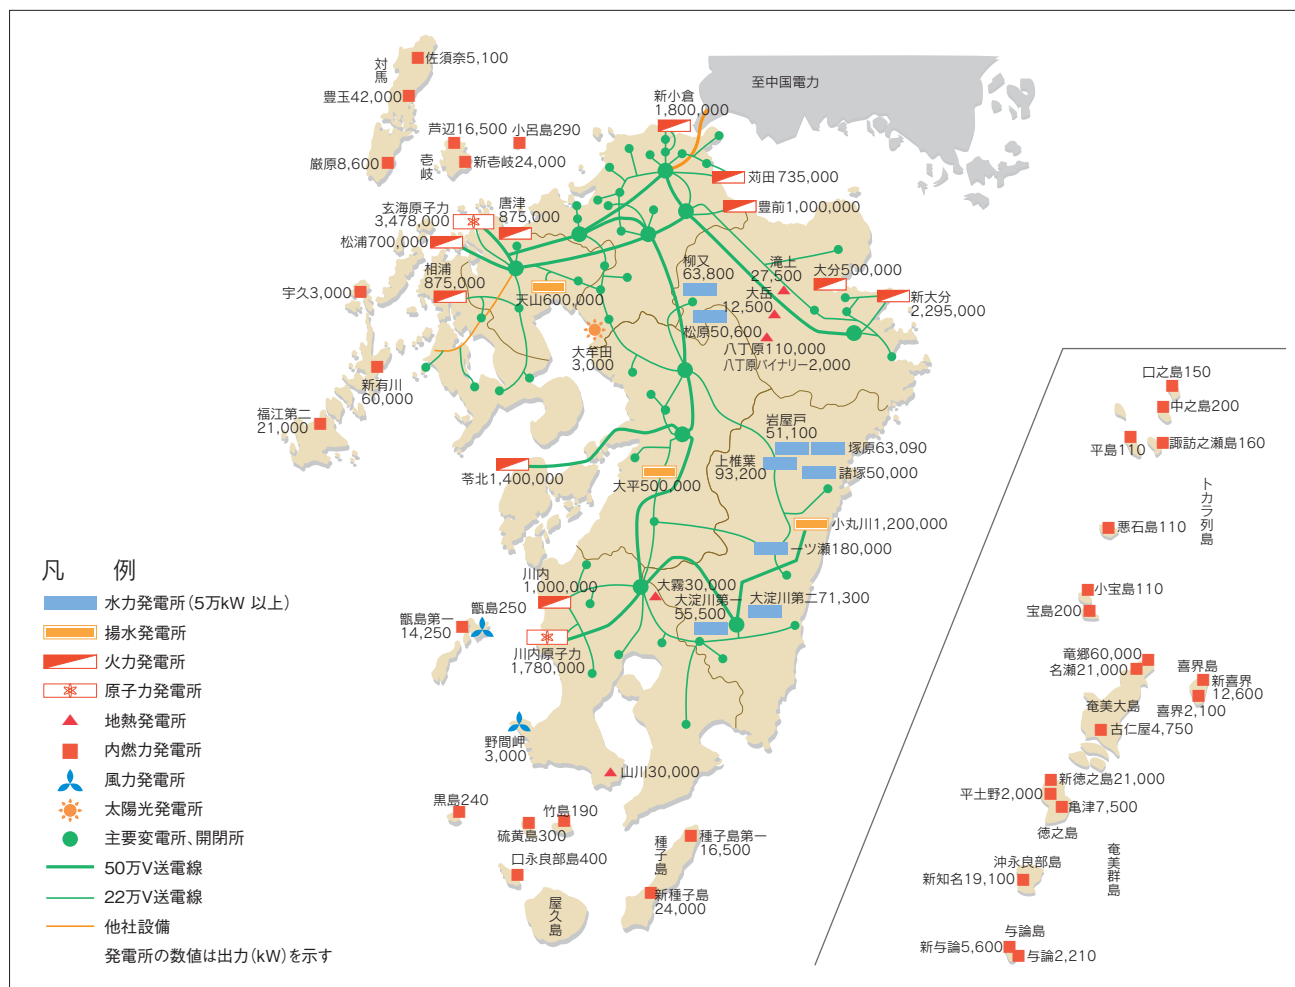 至中国電力
対馬
佐須奈5,100
豊玉42,000
厳原8,600
芦辺16,500
小呂島290
壱岐
新壱岐24,000
新小倉
1,800,000
苅田735,000
豊前1,000,000
玄海原子力
3,478,000
唐津
875,000
松浦700,000
相浦
875,000
天山600,000
宇久3,000
大牟田
3,000
新有川
60,000
福江第二
21,000
柳又
63,800
松原50,600
滝上
27,500
大岳
12,500
八丁原110,000
八丁原バイナリー2,000
大分500,000
新大分
2,295,000
岩屋戸
51,100
塚原63,090
上椎葉
93,200
諸塚50,000
苓北1,400,000
大平500,000
小丸川1,200,000
一ツ瀬180,000
川内
1,000,000
大霧30,000
大淀川第一
55,500
大淀川第二71,300
川内原子力
1,780,000
甑島250
甑島第一
14,250
野間岬
3,000
山川30,000
黒島240
硫黄島300
竹島190
口永良部島400
屋久島
種子島
種子島第一
16,500
新種子島
24,000
口之島150
中之島200
平島110
諏訪之瀬島160
トカラ列島
悪石島110
小宝島110
宝島200
竜郷60,000
名瀬21,000
奄美大島
古仁屋4,750
喜界島
新喜界
12,600
喜界2,100
新徳之島21,000
平土野2,000
亀津7,500
徳之島
奄美群島
沖永良部島
新知名19,100
与論島
新与論5,600
与論2,210
凡 例
水力発電所(5万kW 以上)
揚水発電所
火力発電所
原子力発電所
地熱発電所
内燃力発電所
風力発電所
太陽光発電所
主要変電所、開閉所
50万V送電線
22万V送電線
他社設備
発電所の数値は出力(kW)を示す